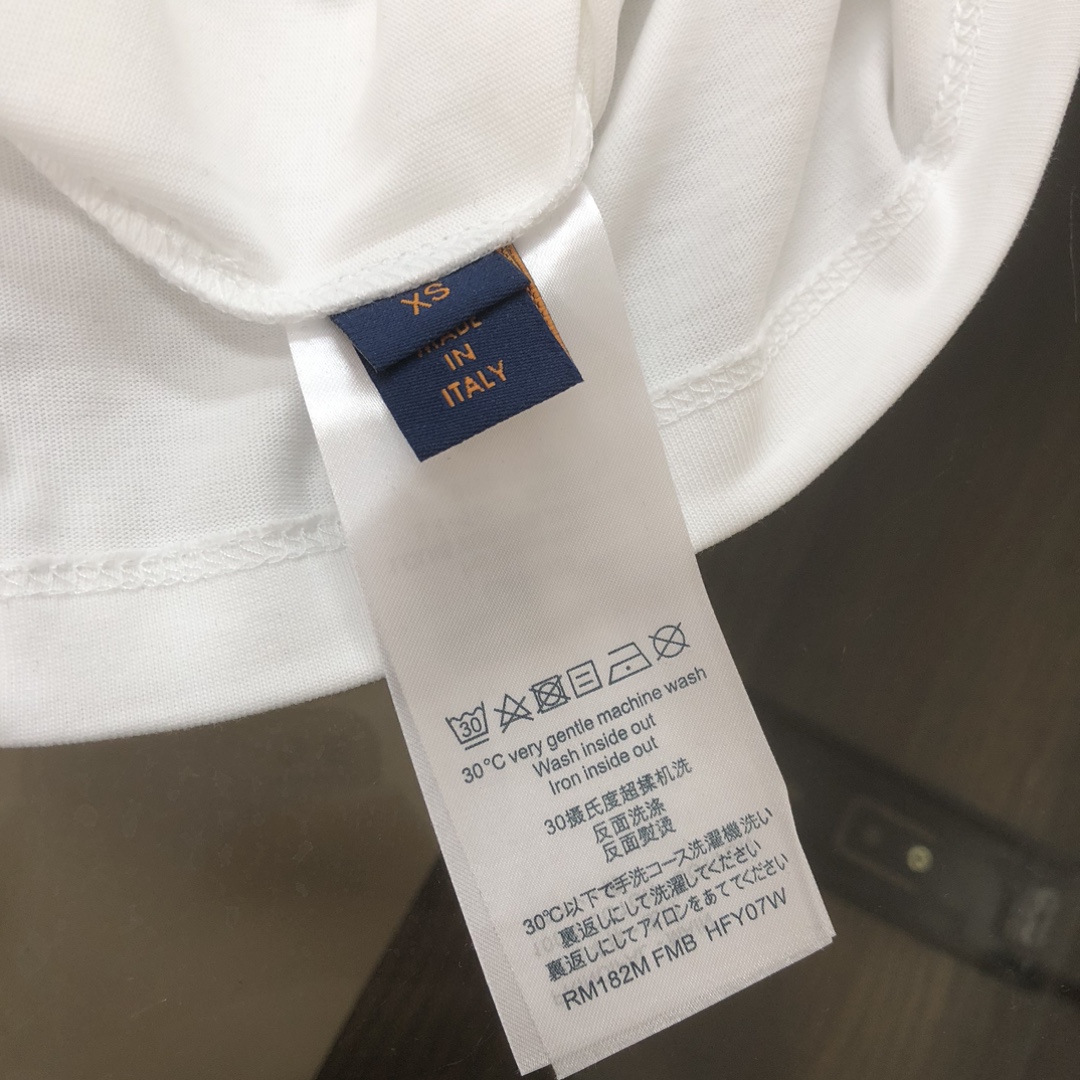 XS
MADE
IN
ITALY
30
30°C very gentle machine wash
Wash inside out
Iron inside out
30摄氏度超揉机洗
反面洗涤
反面熨烫
30℃以下で手洗コース洗濯機洗い
裏返しにして洗濯してください
裏返しにしてアイロンをあててください
RM182M FMB HFY07W